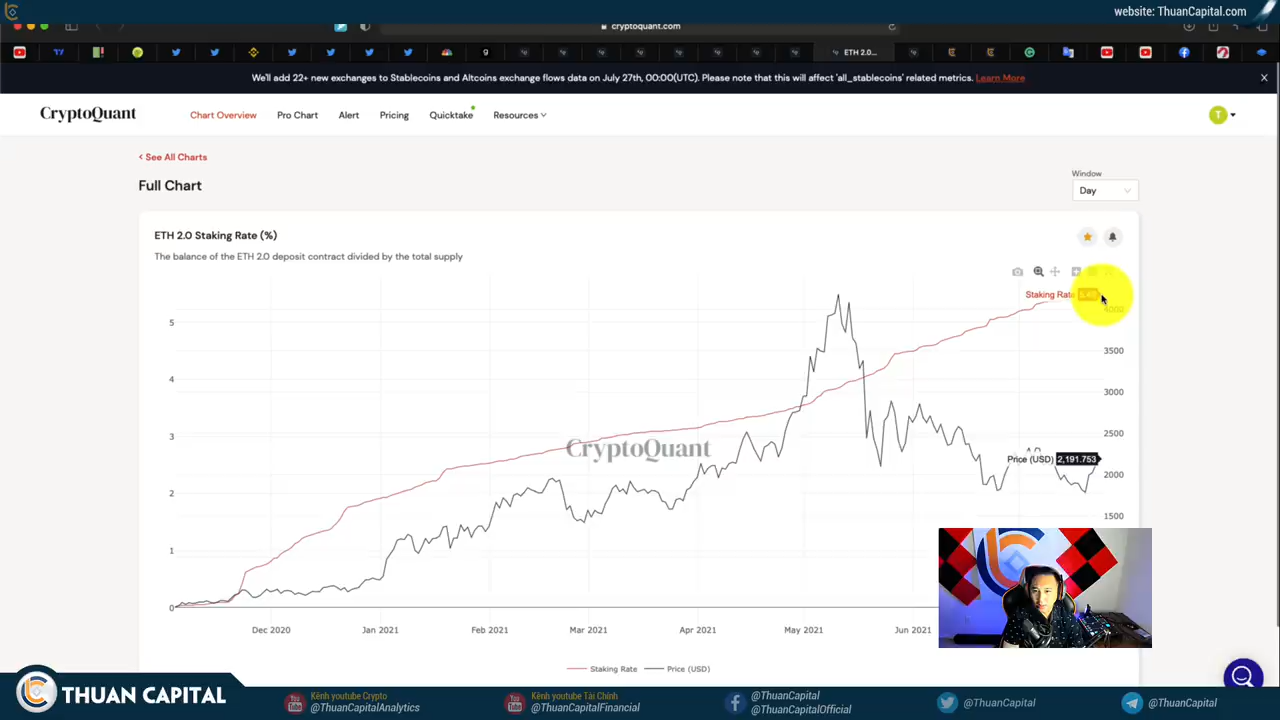 website: ThuanCapital.com
cryptoquant.com
ETH 2.0...
We'll add 22+ new exchanges to Stablecoins and Altcoins exchange flows data on July 27th, 00:00(UTC). Please note that this will affect 'all_stablecoins' related metrics. Learn More
CryptoQuant
Chart Overview
Pro Chart
Alert
Pricing
Quicktake
Resources
T
< See All Charts
Full Chart
Window
Day
ETH 2.0 Staking Rate (%)
The balance of the ETH 2.0 deposit contract divided by the total supply
Staking Rate
4000
5
3500
4
3000
3
2500
CryptoQuant
Price (USD) 2,191.753
2000
2
1500
1
0
Dec 2020
Jan 2021
Feb 2021
Mar 2021
Apr 2021
May 2021
Jun 2021
Staking Rate
Price (USD)
THUAN CAPITAL
Kênh youtube Crypto
@ThuanCapitalAnalytics
Kênh youtube Tài Chính
@ThuanCapitalFinancial
@ThuanCapital
@ThuanCapitalOfficial
@ThuanCapital
@ThuanCapital